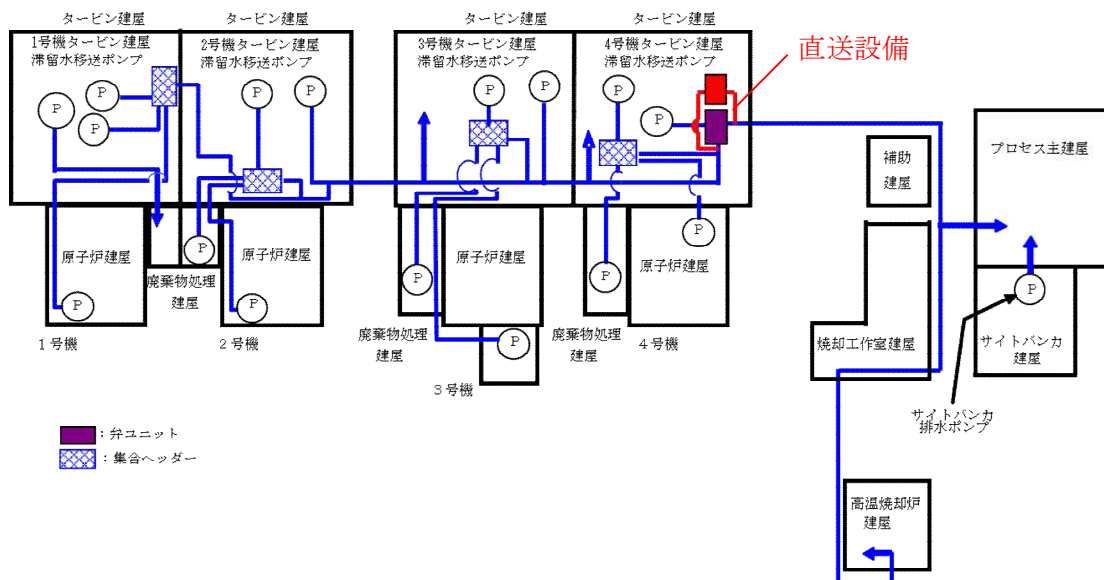 タービン建屋
タービン建屋
タービン建屋
タービン建屋
1号機タービン建屋
滞留水移送ポンプ
2号機タービン建屋
滞留水移送ポンプ
3号機タービン建屋
滞留水移送ポンプ
4号機タービン建屋
滞留水移送ポンプ
直送設備
P
P
P
P
P
P
P
P
P
補助
建屋
プロセス主建屋
原子炉建屋
P
廃棄物処理
建屋
P
原子炉建屋
P
1号機
2号機
P
原子炉建屋
廃棄物処理
建屋
P
3号機
P
P
原子炉建屋
廃棄物処理
建屋
4号機
焼却工作室建屋
P
サイトバンカ
建屋
サイトバンカ
排水ポンプ
：弁ユニット
：集合ヘッダー
高温焼却炉
建屋